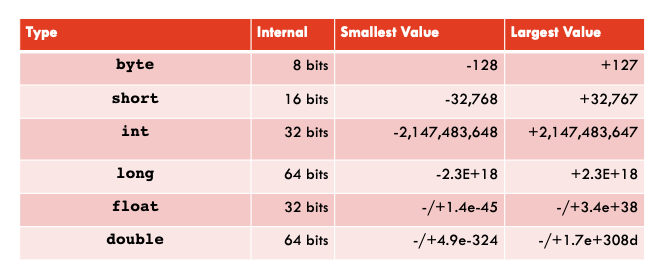 Type Internal Smallest Value Largest Value
byte 8 bits -128 +127
short 16 bits -32,768 +32,767
int 32 bits -2,147,483,648 +2,147,483,647
long 64 bits -2.3E+18 +2.3E+18
float 32 bits -/+1.4e-45 -/+3.4e+38
double 64 bits -/+4.9e-324 -/+1.7e+308d